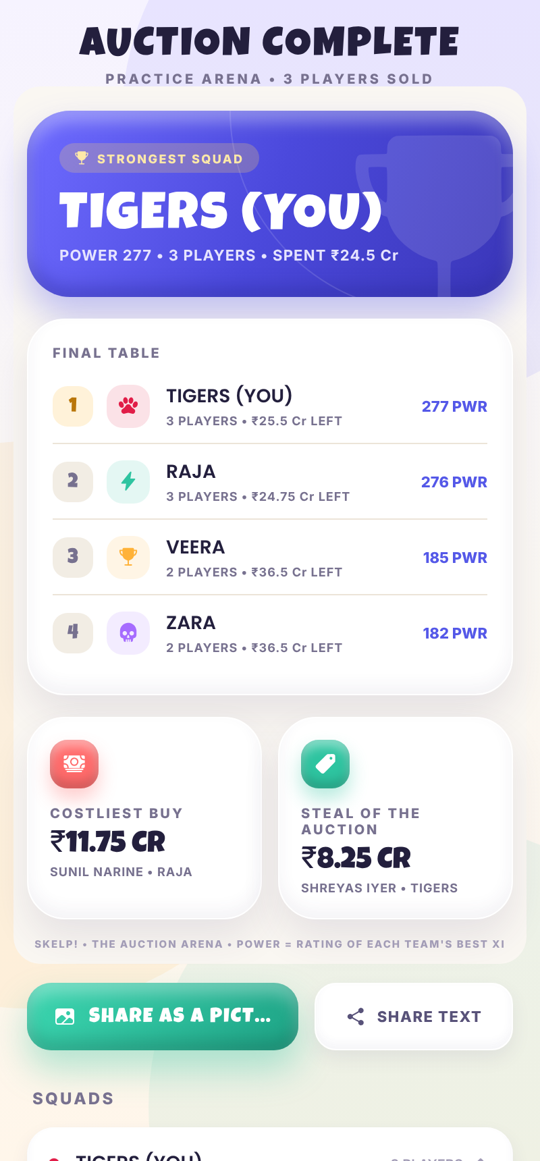 AUCTION COMPLETE
PRACTICE ARENA • 3 PLAYERS SOLD
STRONGEST SQUAD
TIGERS (YOU)
POWER 277 • 3 PLAYERS • SPENT ₹24.5 Cr
FINAL TABLE
1
TIGERS (YOU)
3 PLAYERS • ₹25.5 Cr LEFT
277 PWR
2
RAJA
3 PLAYERS • ₹24.75 Cr LEFT
276 PWR
3
VEERA
2 PLAYERS • ₹36.5 Cr LEFT
185 PWR
4
ZARA
2 PLAYERS • ₹36.5 Cr LEFT
182 PWR
COSTLIEST BUY
₹11.75 CR
SUNIL NARINE • RAJA
STEAL OF THE
AUCTION
₹8.25 CR
SHREYAS IYER • TIGERS
SKELP! • THE AUCTION ARENA • POWER = RATING OF EACH TEAM'S BEST XI
SHARE AS A PICT...
SHARE TEXT
SQUADS
TIGERS (YOU)